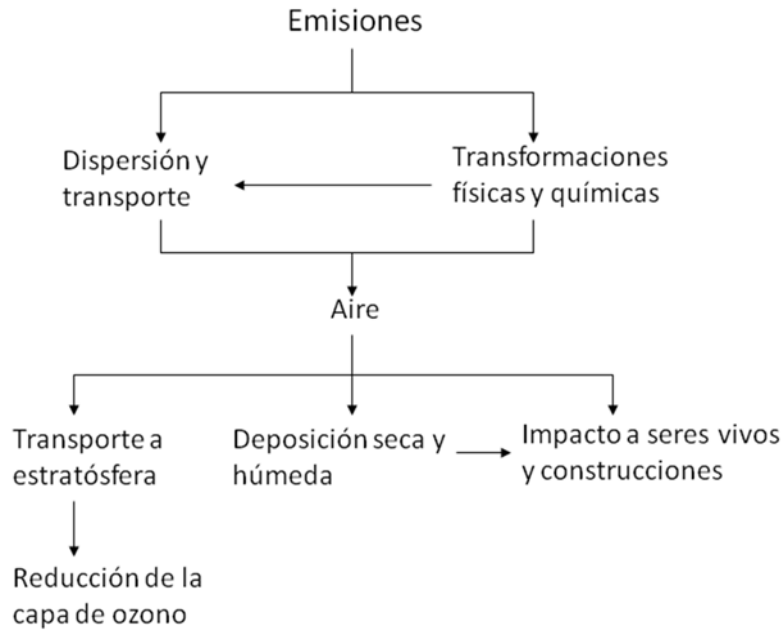 Emisiones
Dispersión y
transporte
Transformaciones
físicas y químicas
Aire
Transporte a
estratósfera
Deposición seca y
húmeda
Impacto a seres vivos
y construcciones
Reducción de la
capa de ozono